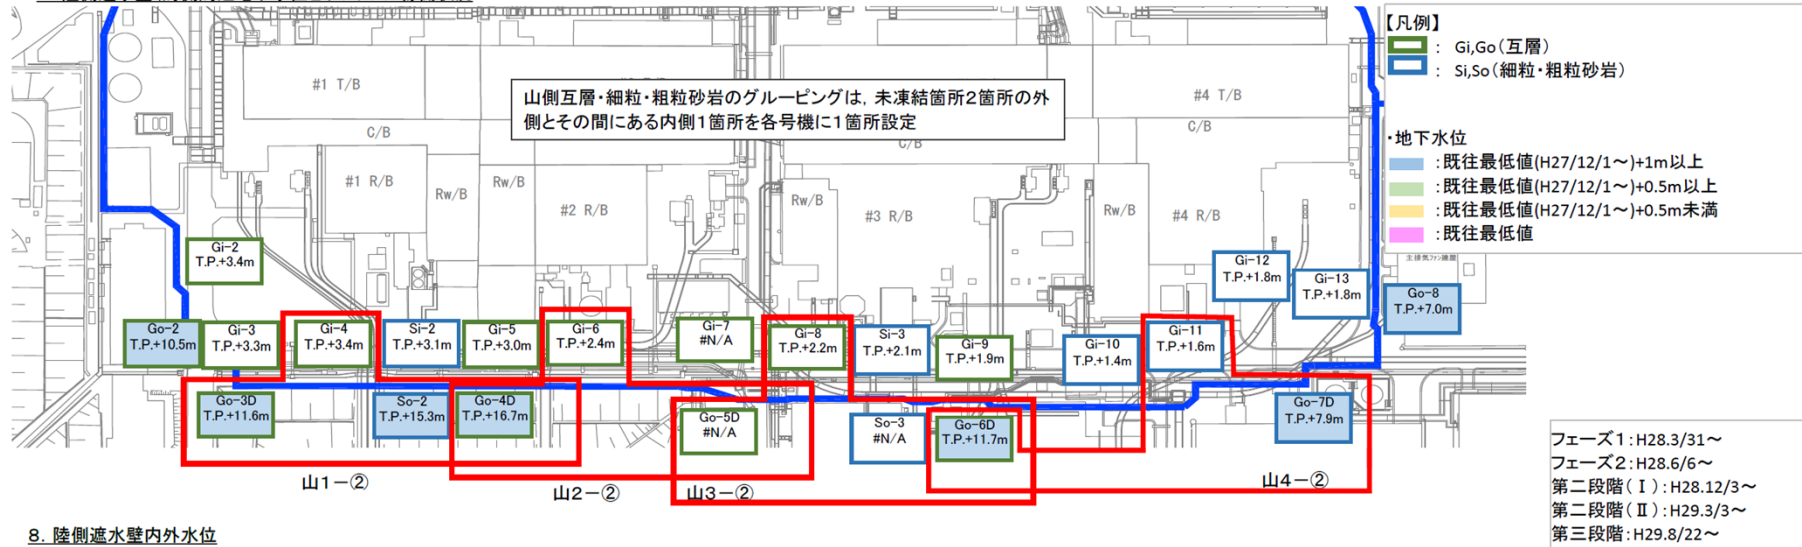 【凡例】
： Gi,Go(互層)
： Si,So(細粒・粗粒砂岩)
・地下水位
：既往最低値(H27/12/1～)+1m以上
：既往最低値(H27/12/1～)+0.5m以上
：既往最低値(H27/12/1～)+0.5m未満
：既往最低値
#1 T/B
山側互層・細粒・粗粒砂岩のグルーピングは，未凍結箇所２箇所の外
側とその間にある内側１箇所を各号機に１箇所設定
#4 T/B
C/B
C/B
C/B
#1 R/B
Rw/B
Rw/B
#2 R/B
Rw/B
#3 R/B
Rw/B
#4 R/B
主排気ファン建屋
Gi-2
T.P.+3.4m
Gi-12
T.P.+1.8m
Gi-13
T.P.+1.8m
Go-8
T.P.+7.0m
Go-2
T.P.+10.5m
Gi-3
T.P.+3.3m
Gi-4
T.P.+3.4m
Si-2
T.P.+3.1m
Gi-5
T.P.+3.0m
Gi-6
T.P.+2.4m
Gi-7
#N/A
Gi-8
T.P.+2.2m
Si-3
T.P.+2.1m
Gi-9
T.P.+1.9m
Gi-10
T.P.+1.4m
Gi-11
T.P.+1.6m
Go-3D
T.P.+11.6m
So-2
T.P.+15.3m
Go-4D
T.P.+16.7m
Go-5D
#N/A
So-3
#N/A
Go-6D
T.P.+11.7m
Go-7D
T.P.+7.9m
山１－②
山２－②
山３－②
山４－②
フェーズ１：H28.3/31～
フェーズ２：H28.6/6～
第二段階(Ⅰ)：H28.12/3～
第二段階(Ⅱ)：H29.3/3～
第三段階：H29.8/22～
８．陸側遮水壁内外水位